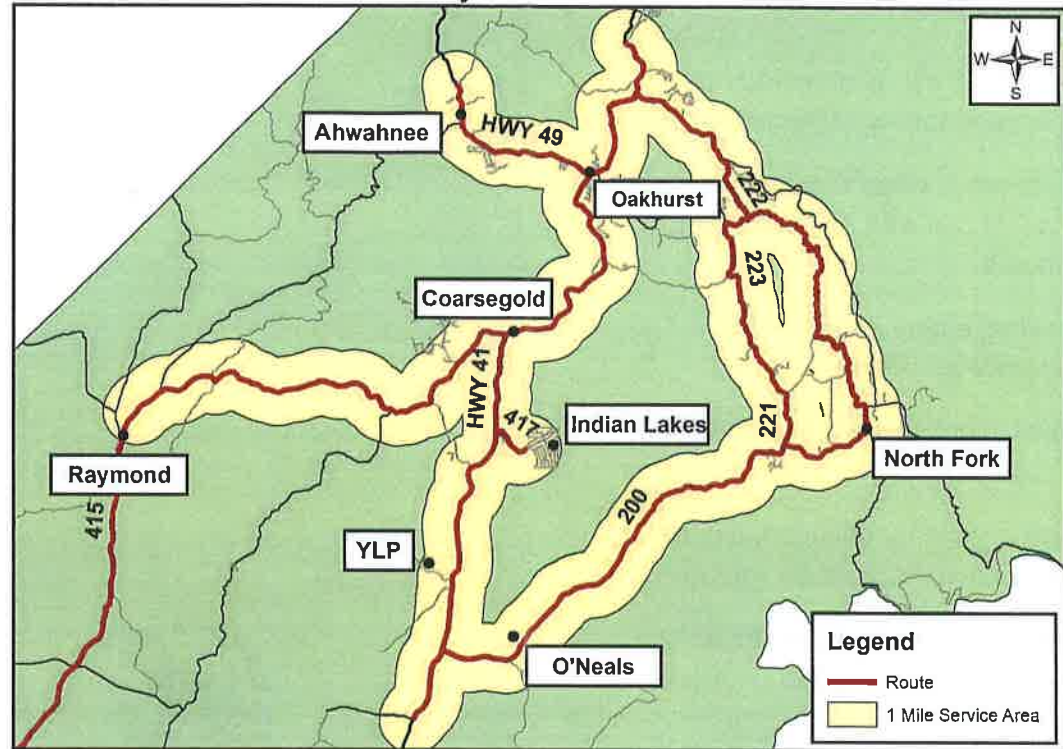 N
W E
S
Ahwahnee
HWY 49
Oakhurst
222
223
Coarsegold
HWY 41
417
Indian Lakes
221
North Fork
Raymond
415
200
YLP
O'Neals
Legend
Route
1 Mile Service Area